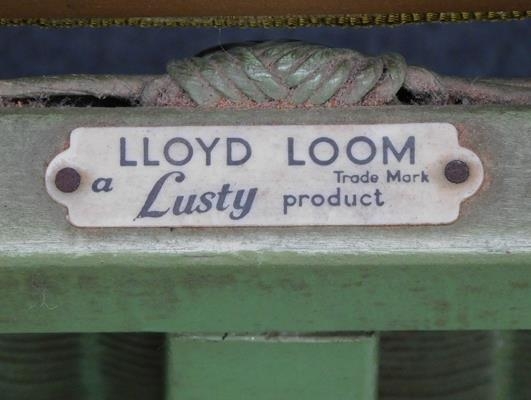 LLOYD LOOM
Trade Mark
a Lusty product